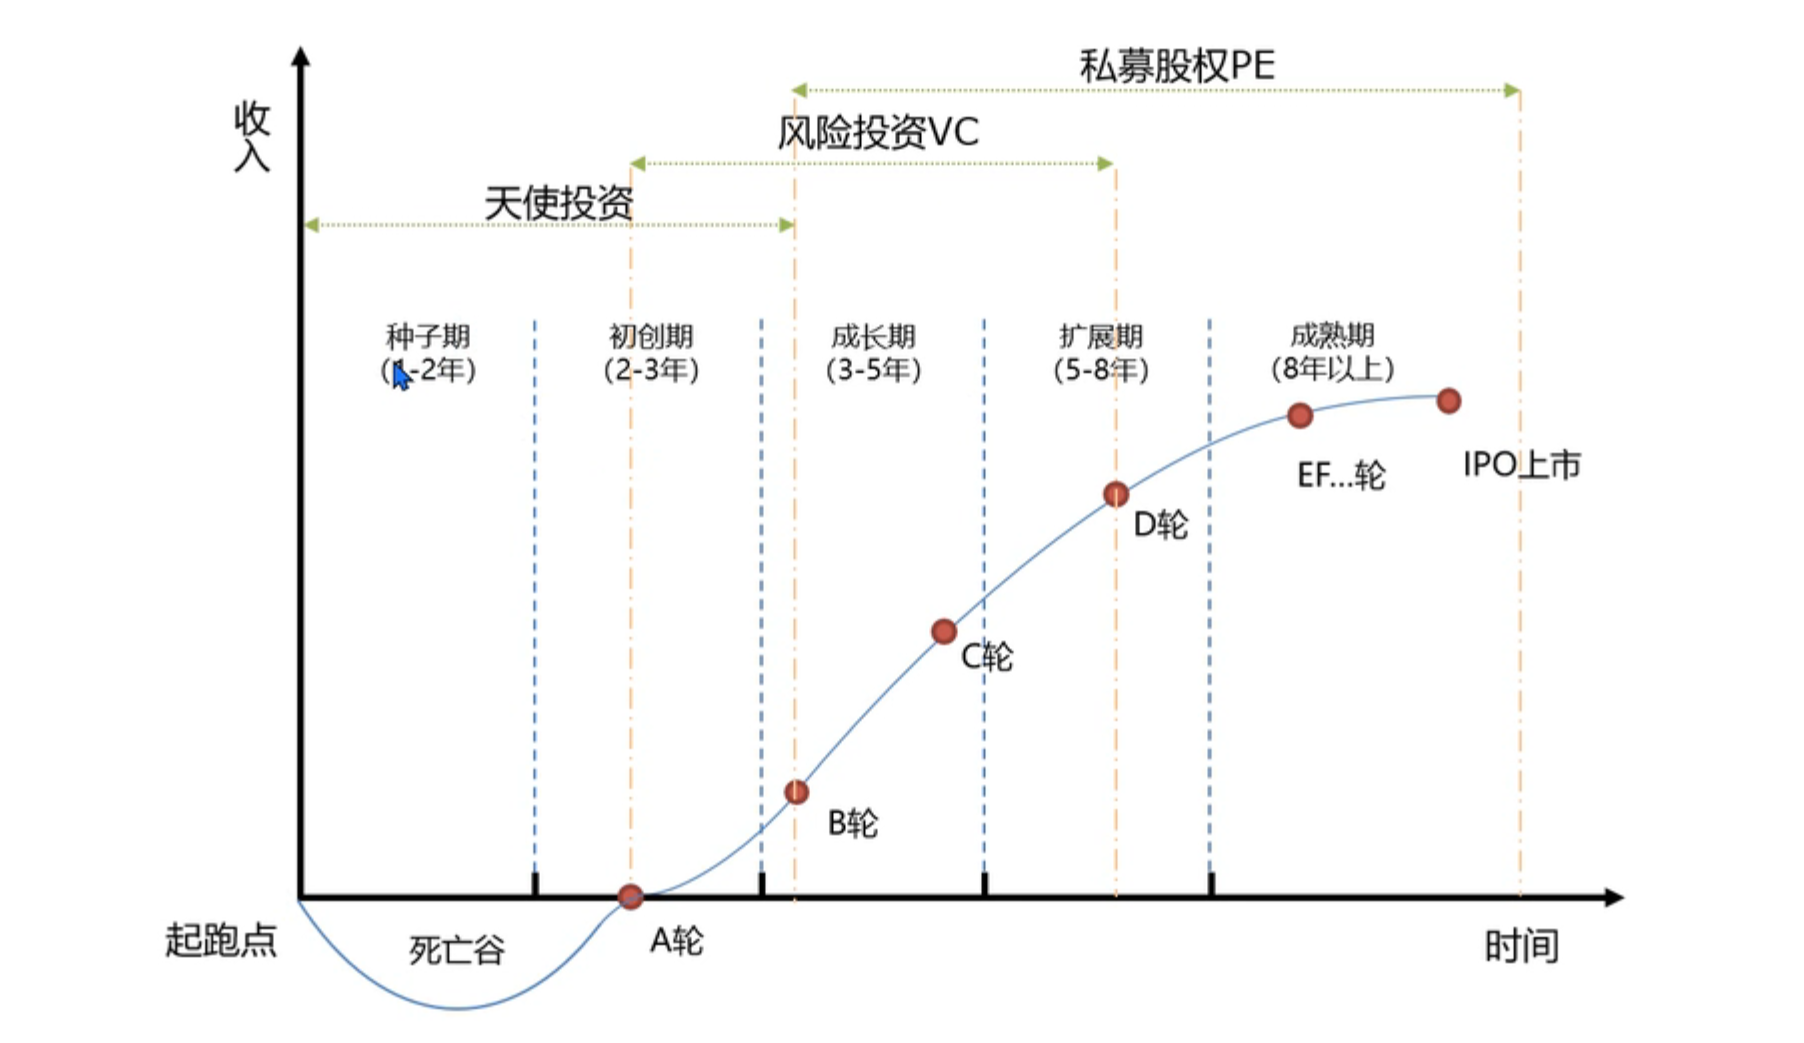 私募股权PE
收入
风险投资VC
天使投资
种子期
(1-2年)
初创期
(2-3年)
成长期
(3-5年)
扩展期
(5-8年)
成熟期
(8年以上)
IPO上市
EF...轮
D轮
C轮
B轮
A轮
起跑点
死亡谷
时间